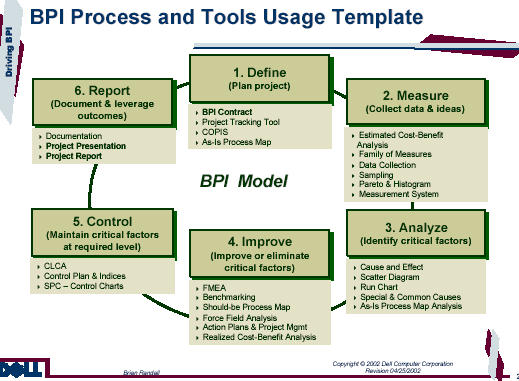 BPI Process and Tools Usage Template
Driving BPI
1. Define
(Plan project)
BPI Contract
Project Tracking Tool
COPIS
As-Is Process Map
2. Measure
(Collect data & ideas)
Estimated Cost-Benefit
Analysis
Family of Measures
Data Collection
Sampling
Pareto & Histogram
Measurement System
3. Analyze
(Identify critical factors)
Cause and Effect
Scatter Diagram
Run Chart
Special & Common Causes
As-Is Process Map Analysis
4. Improve
(Improve or eliminate
critical factors)
FMEA
Benchmarking
Should-be Process Map
Force Field Analysis
Action Plans & Project Mgmt
Realized Cost-Benefit Analysis
5. Control
(Maintain critical factors
at required level)
CLCA
Control Plan & Indices
SPC – Control Charts
6. Report
(Document & leverage
outcomes)
Documentation
Project Presentation
Project Report
BPI Model
DELL
Brian Randall
Copyright © 2002 Dell Computer Corporation
Revision 04/25/2002
2